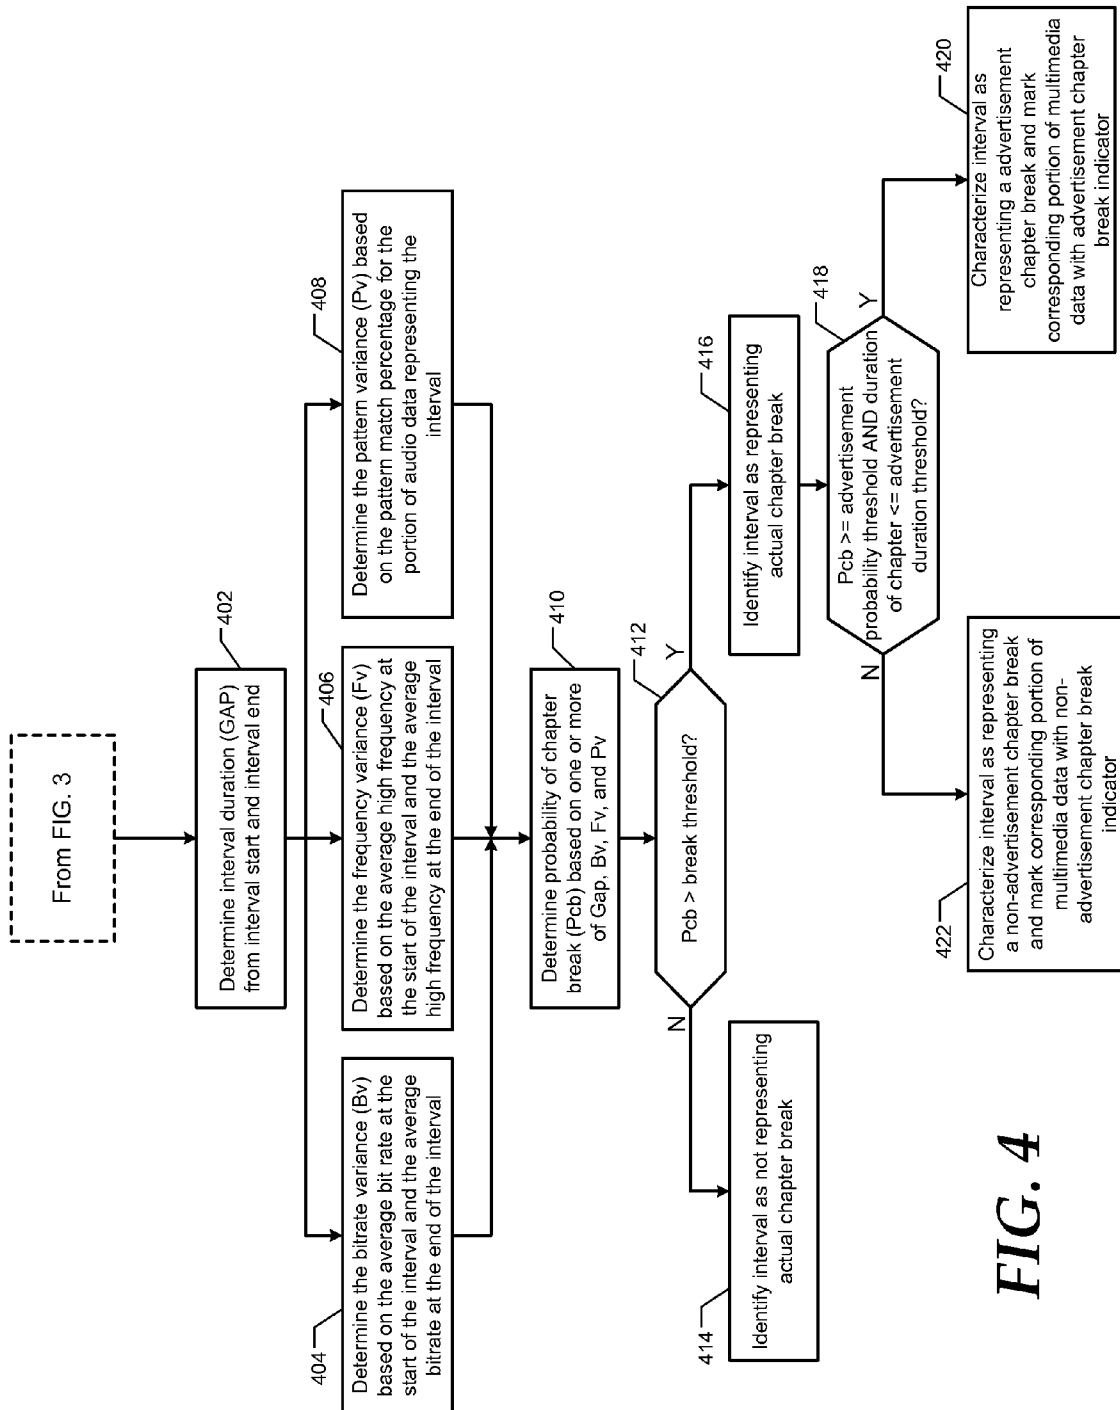 From FIG. 3
402
Determine interval duration (GAP)
from interval start and interval end
404
Determine the bitrate variance (Bv)
based on the average bit rate at the
start of the interval and the average
bitrate at the end of the interval
406
Determine the frequency variance (Fv)
based on the average high frequency at
the start of the interval and the average
high frequency at the end of the interval
408
Determine the pattern variance (Pv) based
on the pattern match percentage for the
portion of audio data representing the
interval
410
Determine probability of chapter
break (Pcb) based on one or more
of Gap, Bv, Fv, and Pv
412
Pcb > break threshold?
N
Y
414
Identify interval as not representing
actual chapter break
416
Identify interval as representing
actual chapter break
418
Pcb >= advertisement
probability threshold AND duration
of chapter <= advertisement
duration threshold?
N
Y
422
Characterize interval as representing
a non-advertisement chapter break
and mark corresponding portion of
multimedia data with non-
advertisement chapter break
indicator
420
Characterize interval as
representing a advertisement
chapter break and mark
corresponding portion of multimedia
data with advertisement chapter
break indicator
FIG. 4